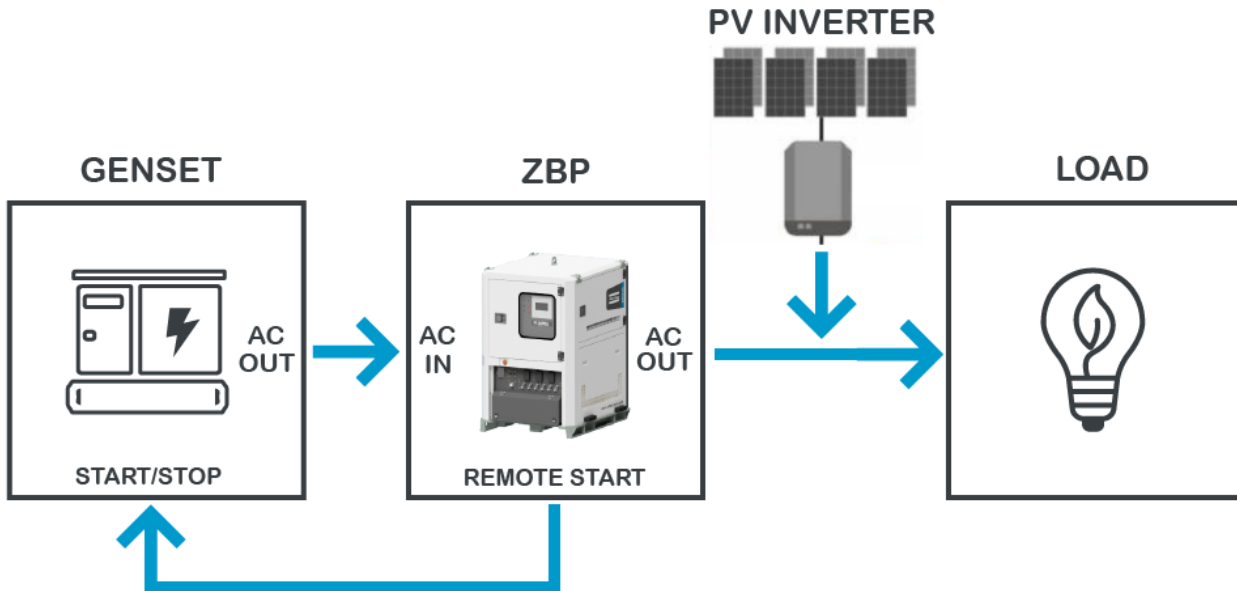 PV INVERTER
GENSET
ZBP
LOAD
AC
OUT
AC
IN
AC
OUT
START/STOP
REMOTE START